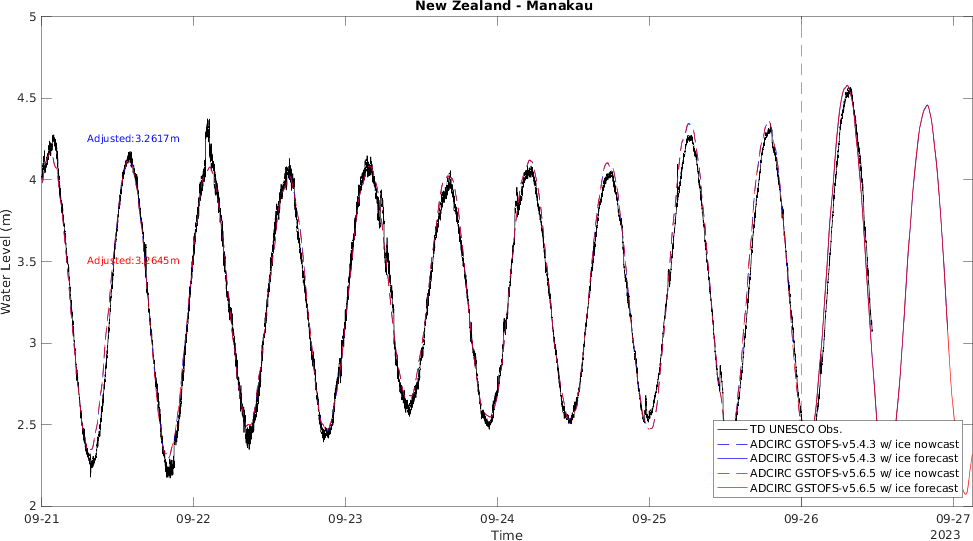 New Zealand - Manakau
5
4.5
4
3.5
3
2.5
2
Water Level (m)
Adjusted:3.2617m
Adjusted:3.2645m
TD UNESCO Obs.
ADCIRC GSTOFS-v5.4.3 w/ ice nowcast
ADCIRC GSTOFS-v5.4.3 w/ ice forecast
ADCIRC GSTOFS-v5.6.5 w/ ice nowcast
ADCIRC GSTOFS-v5.6.5 w/ ice forecast
09-21 09-22 09-23 09-24 09-25 09-26 09-27
Time
2023